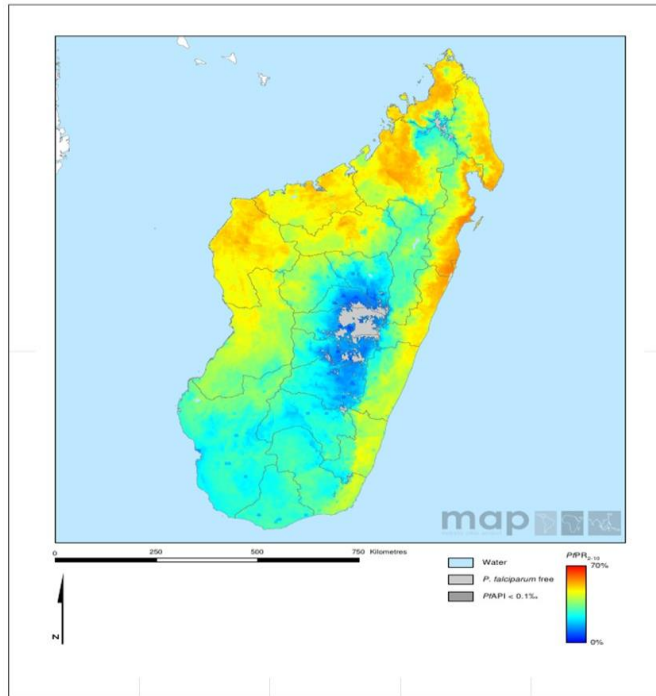 map
0 250 500 750 Kilometres
Water
P. falciparum free
PfAPI < 0.1‰
PfPR2-10
70%
0%
N